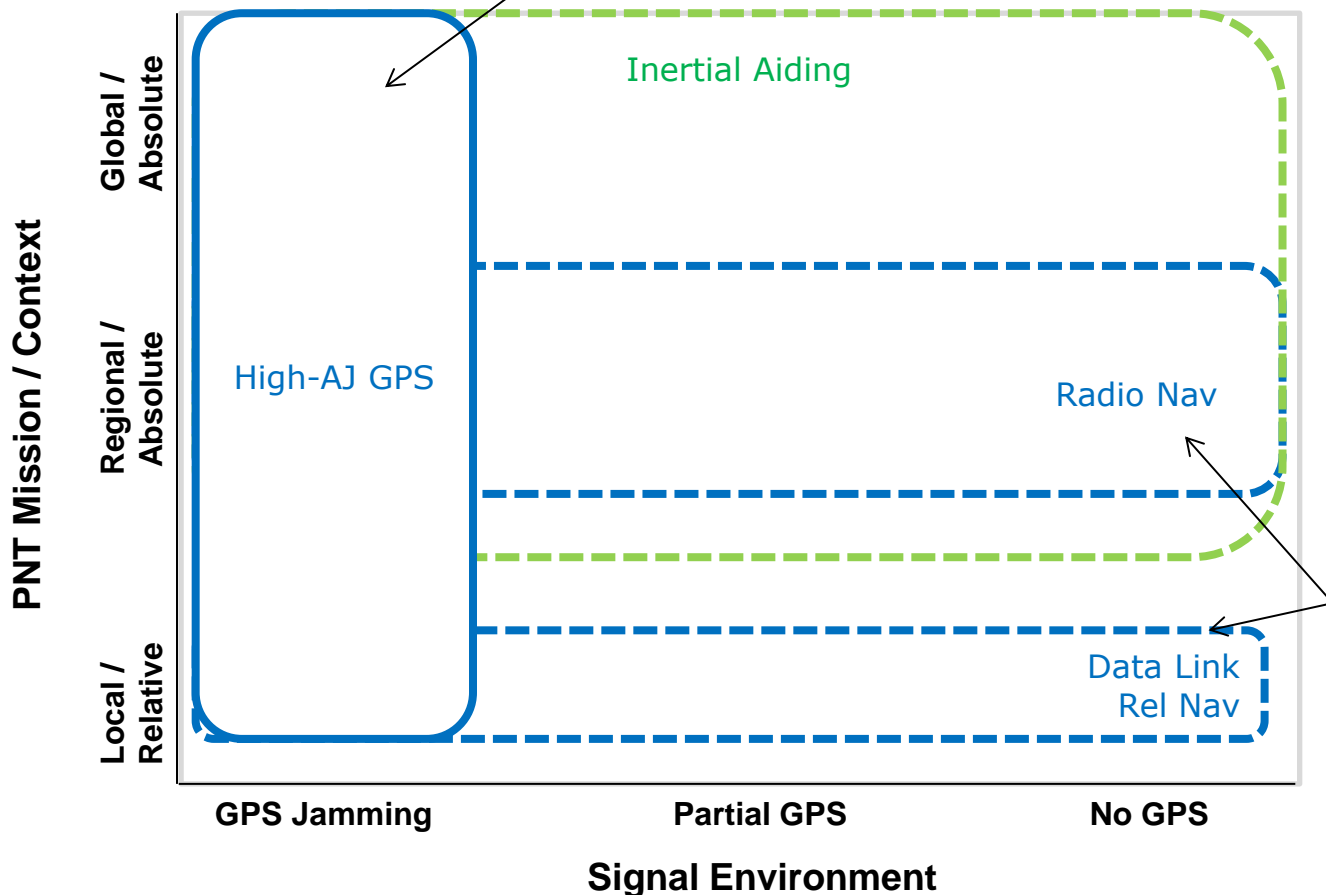 PNT Mission / Context
Global /
Absolute
Regional /
Absolute
Local /
Relative
Inertial Aiding
High-AJ GPS
Radio Nav
Data Link
Rel Nav
GPS Jamming
Partial GPS
No GPS
Signal Environment